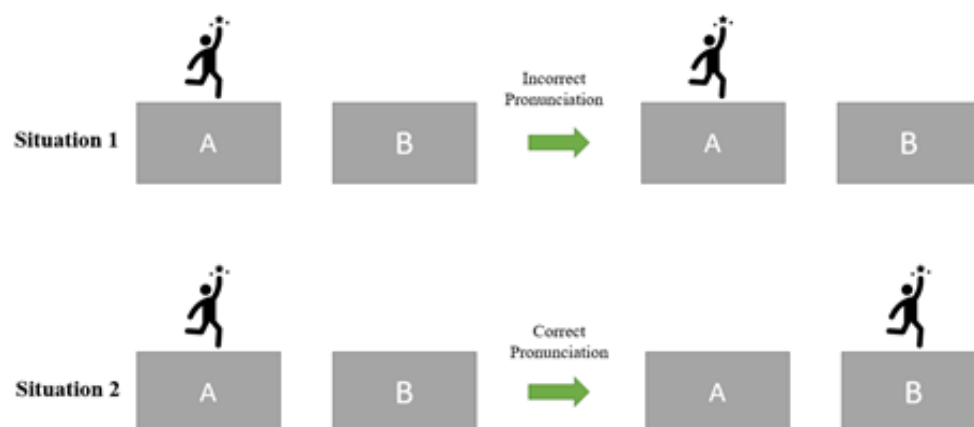 Incorrect
Pronunciation
Situation 1
A
B
A
B
Correct
Pronunciation
Situation 2
A
B
A
B